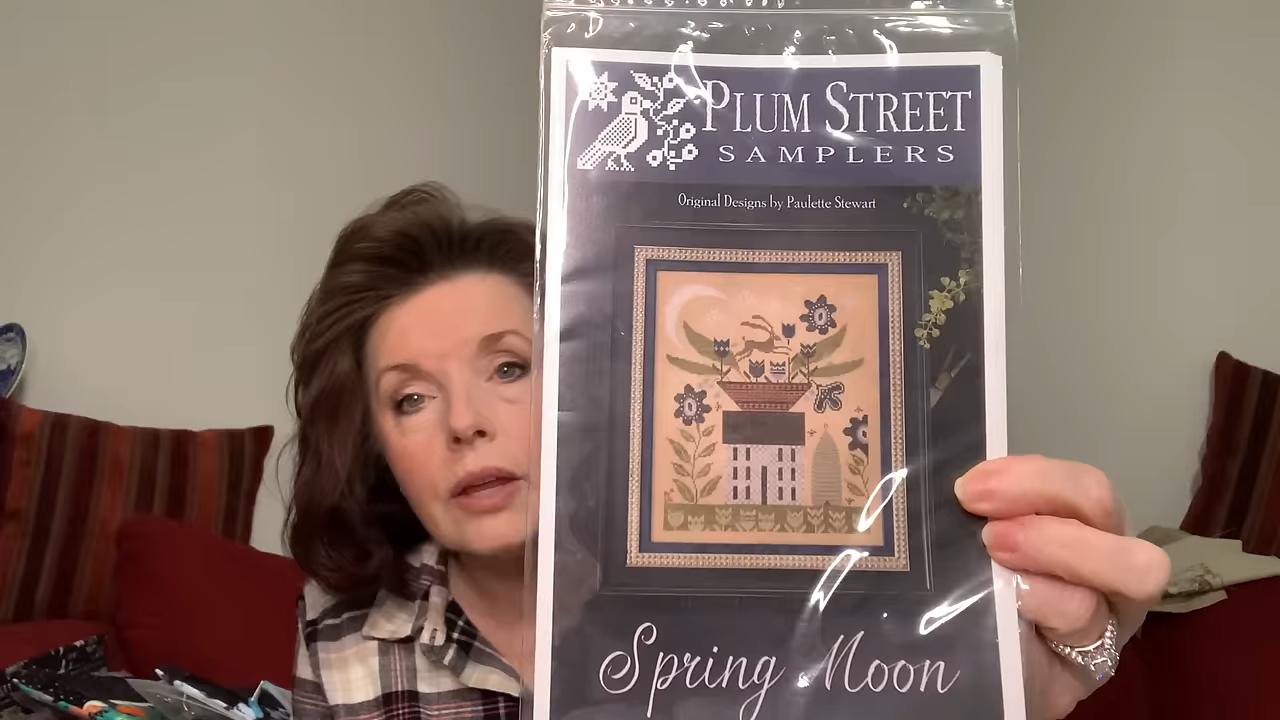 PLUM STREET
SAMPLERS
Original Designs by Paulette Stewart
Spring Moon